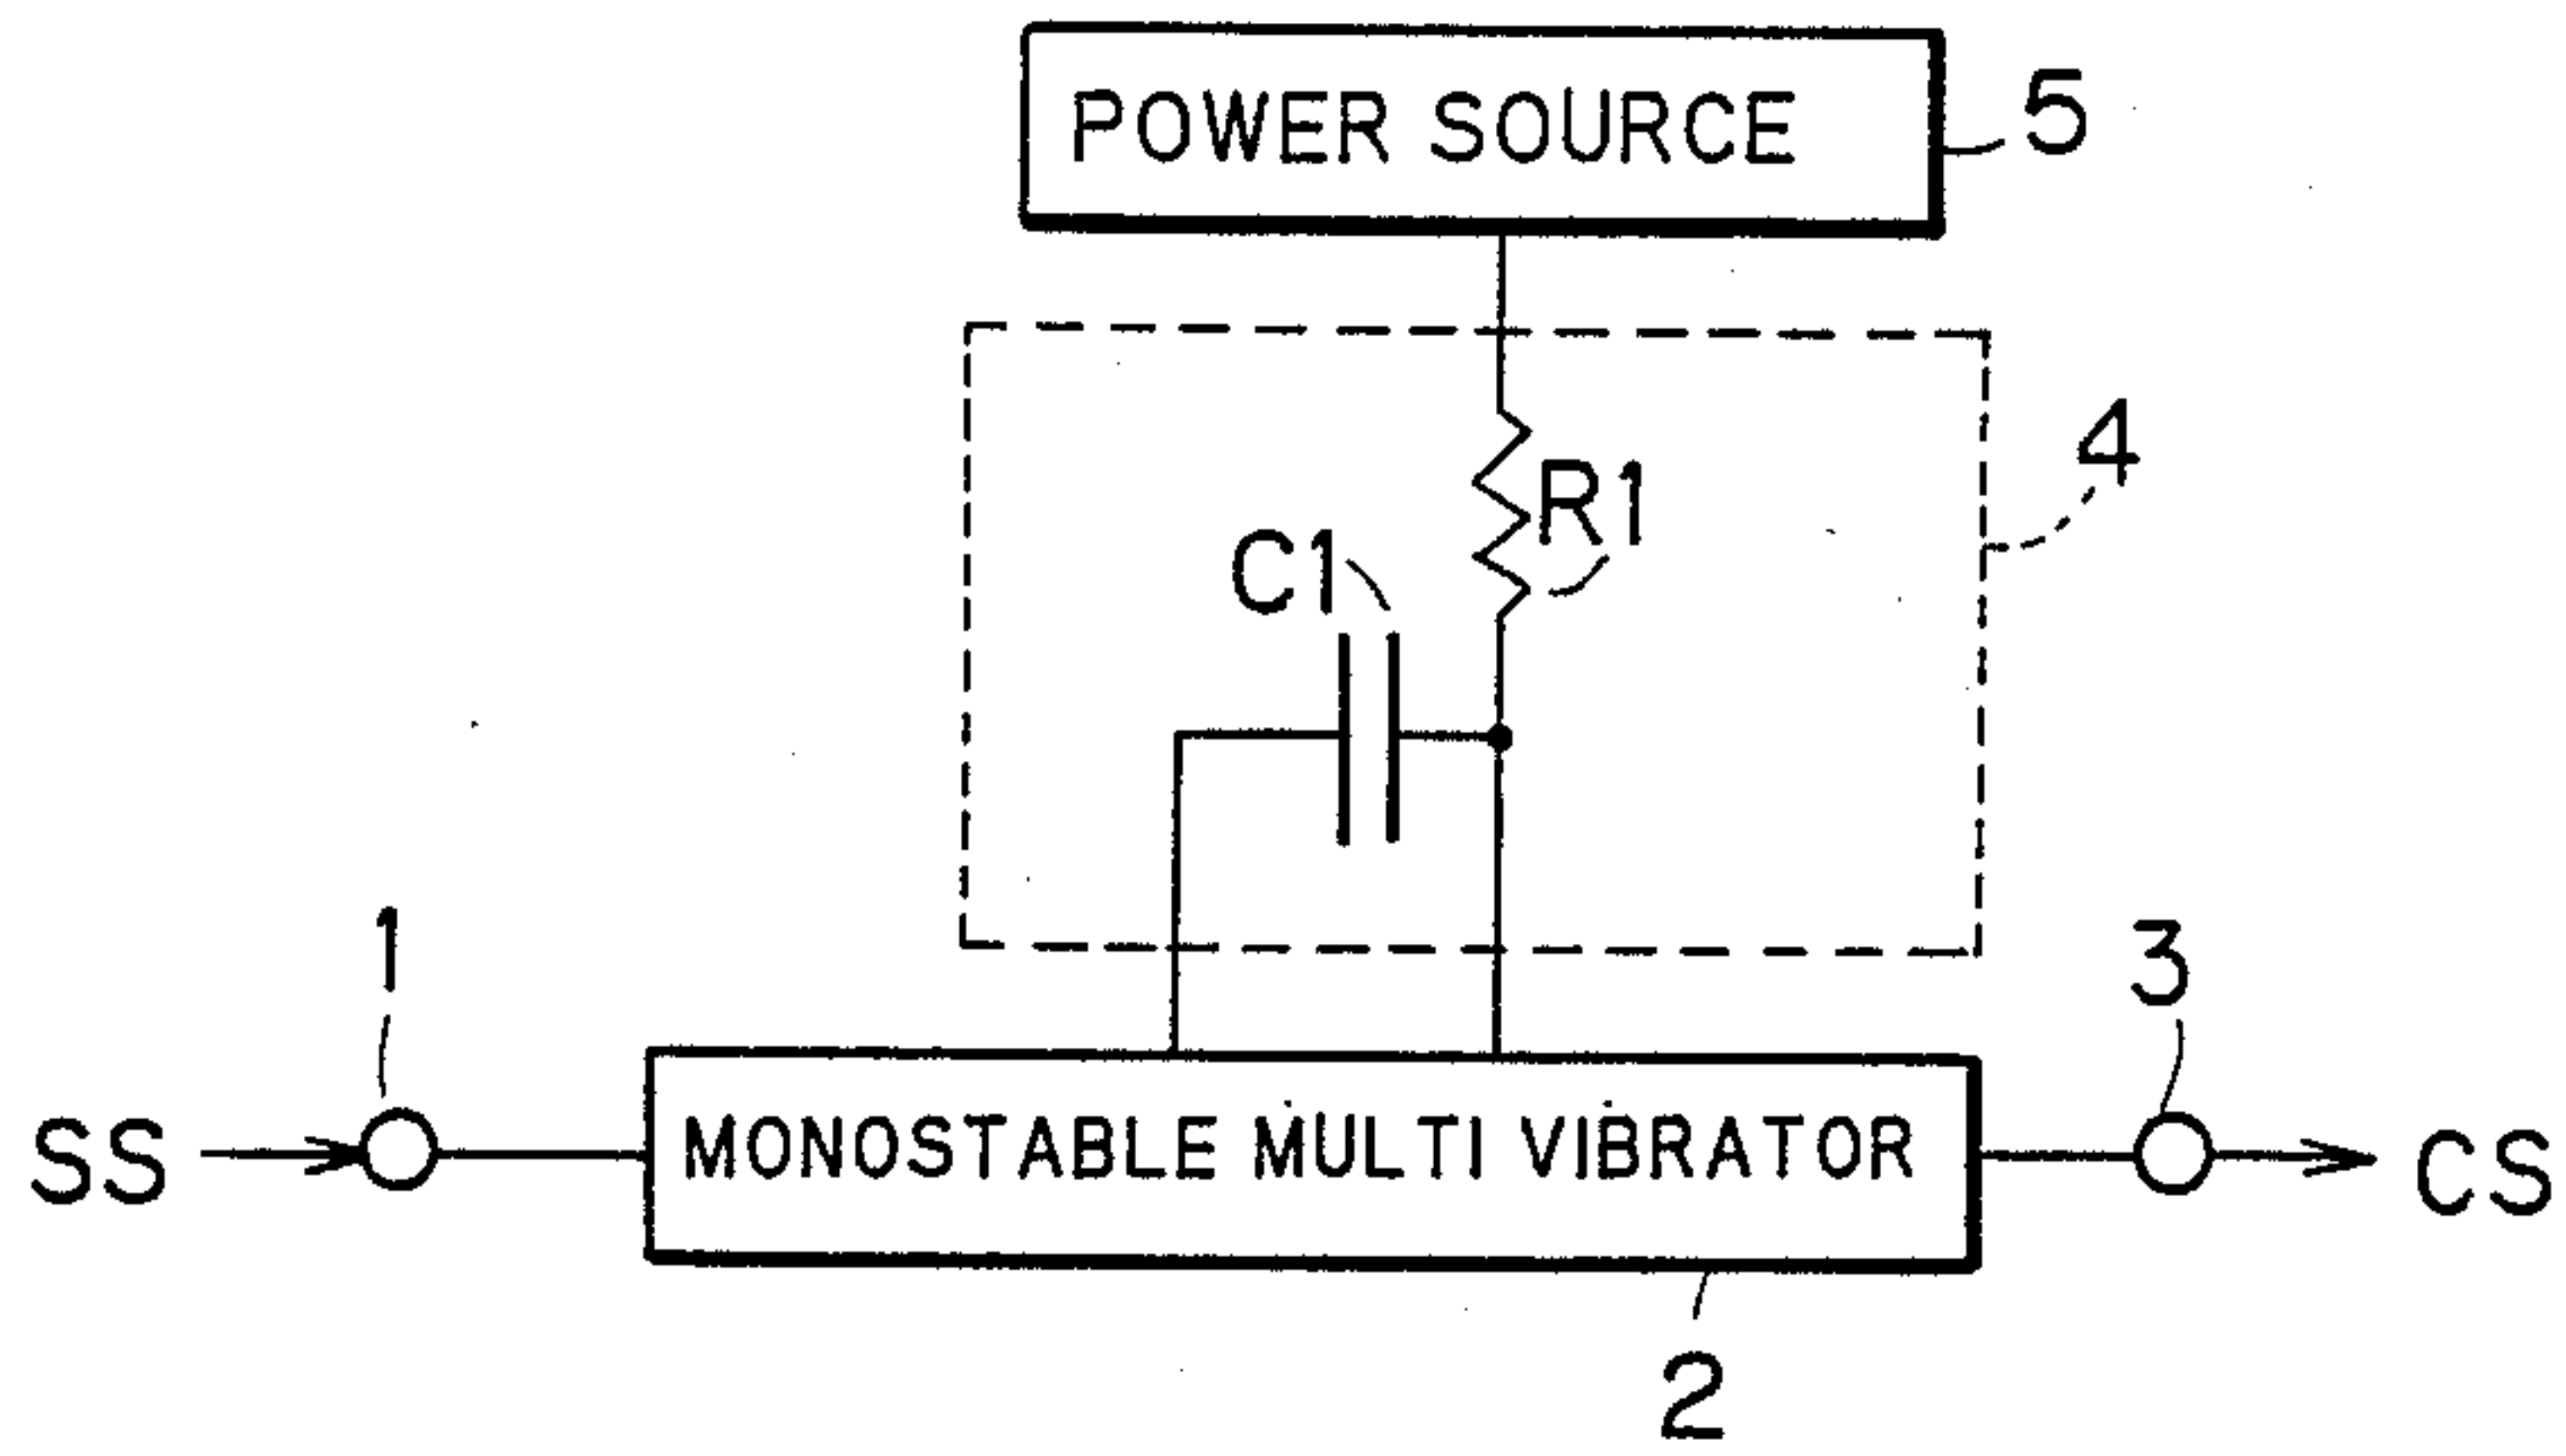 POWER SOURCE
5
4
R1
C1
1
3
SS
MONOSTABLE MULTI VIBRATOR
CS
2